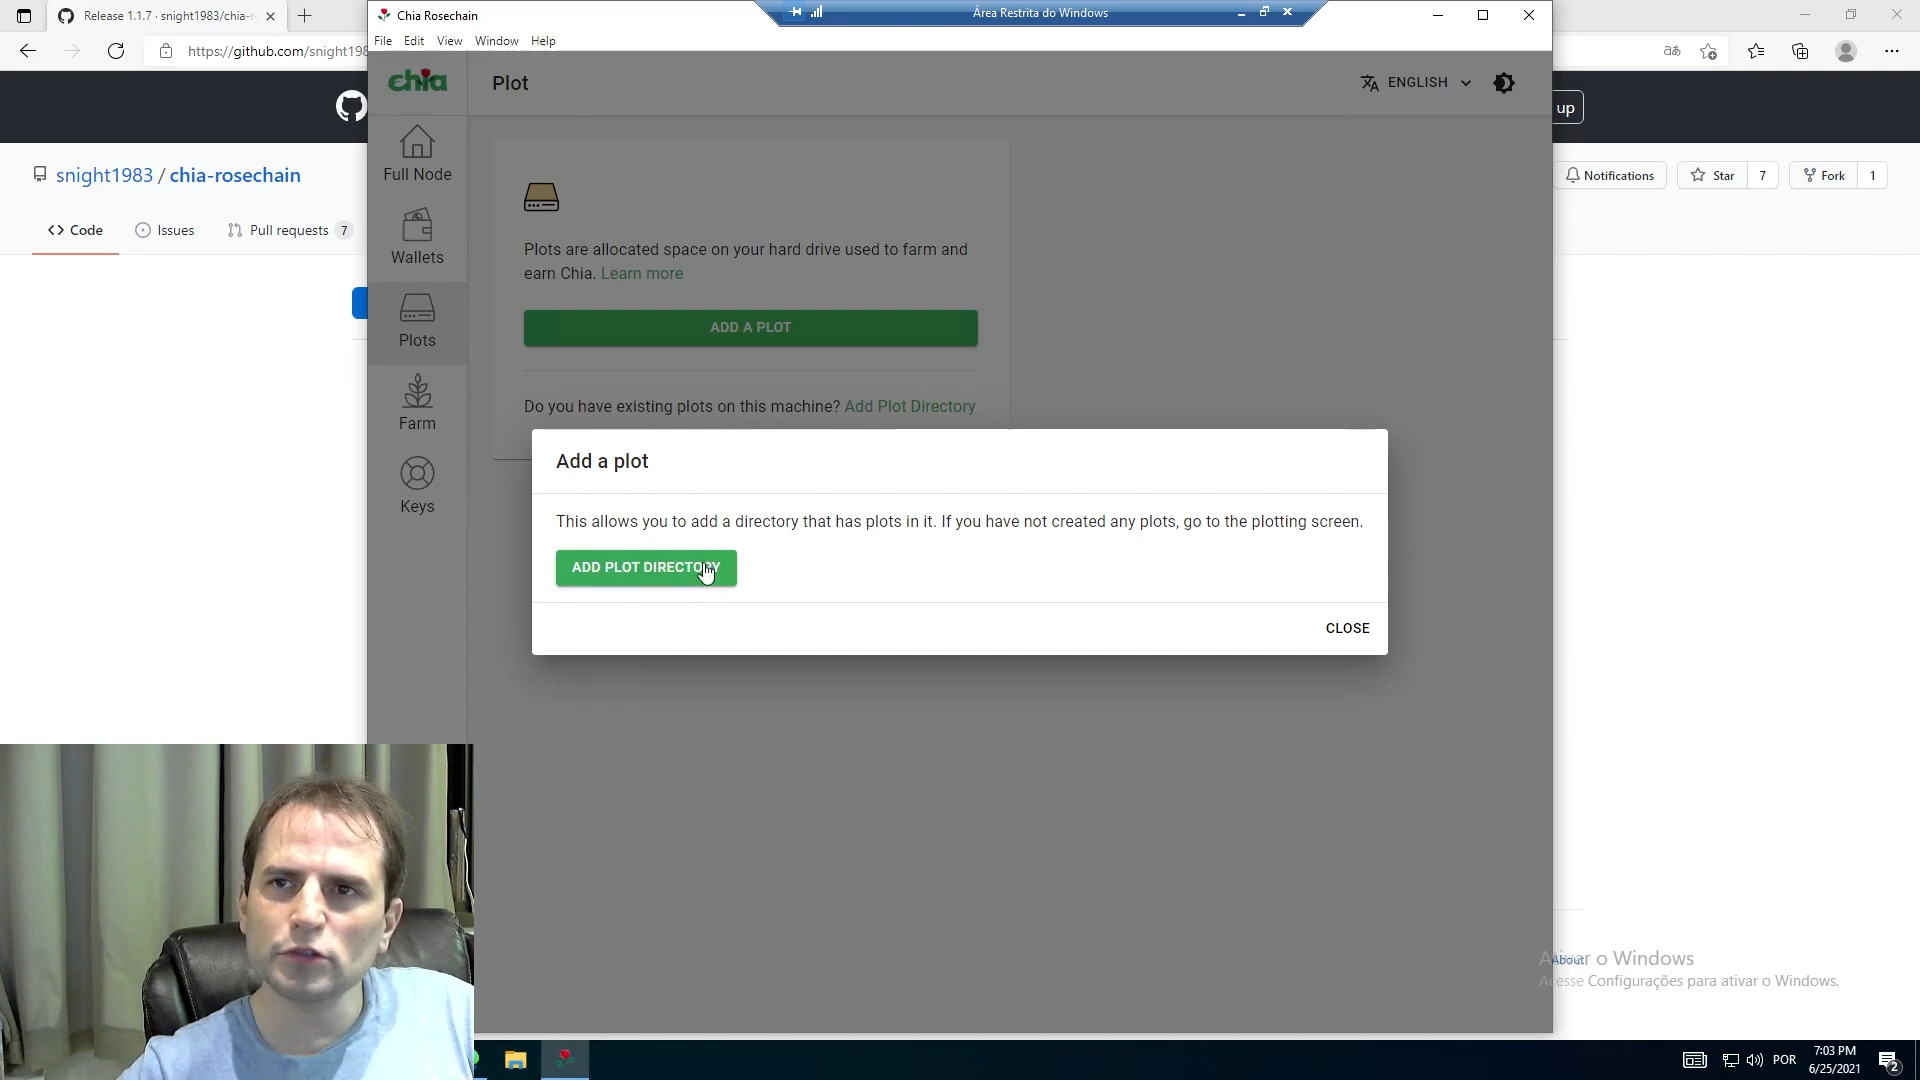 Release 1.1.7 · snight1983/chia-r
Chia Rosechain
Área Restrita do Windows
File Edit View Window Help
https://github.com/snight198
chia
Plot
ENGLISH
up
Full Node
Wallets
Plots
Farm
Keys
snight1983 / chia-rosechain
Notifications
Star 7
Fork 1
Code
Issues
Pull requests 7
Plots are allocated space on your hard drive used to farm and
earn Chia. Learn more
ADD A PLOT
Do you have existing plots on this machine? Add Plot Directory
Add a plot
This allows you to add a directory that has plots in it. If you have not created any plots, go to the plotting screen.
ADD PLOT DIRECTORY
CLOSE
About
Ativar o Windows
Acesse Configurações para ativar o Windows.
POR
7:03 PM
6/25/2021
2